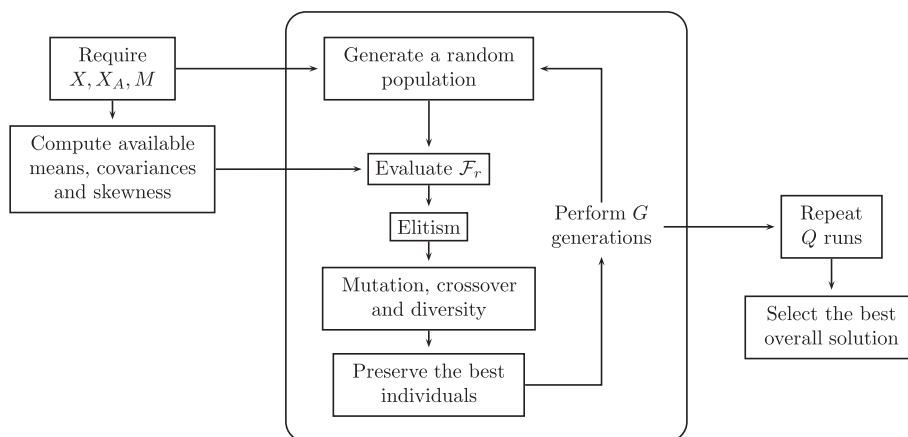 Require
X, X_A, M
Compute available
means, covariances
and skewness
Generate a random
population
Evaluate ℱ_r
Elitism
Mutation, crossover
and diversity
Preserve the best
individuals
Perform G
generations
Repeat
Q runs
Select the best
overall solution